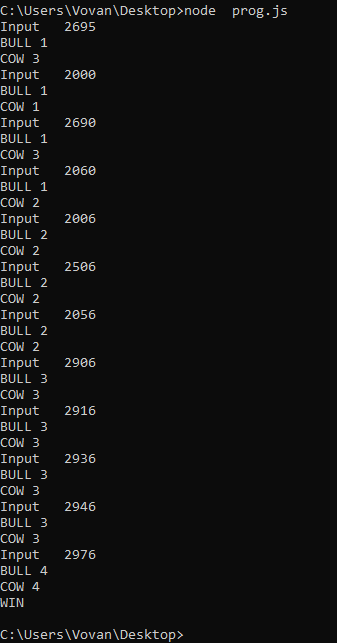 C:\Users\Vovan\Desktop>node  prog.js
Input   2695
BULL 1
COW 3
Input   2000
BULL 1
COW 1
Input   2690
BULL 1
COW 3
Input   2060
BULL 1
COW 2
Input   2006
BULL 2
COW 2
Input   2506
BULL 2
COW 2
Input   2056
BULL 2
COW 2
Input   2906
BULL 3
COW 3
Input   2916
BULL 3
COW 3
Input   2936
BULL 3
COW 3
Input   2946
BULL 3
COW 3
Input   2976
BULL 4
COW 4
WIN
C:\Users\Vovan\Desktop>